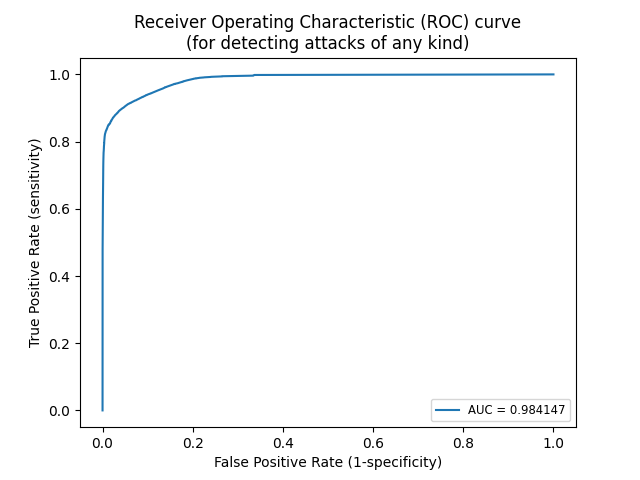 Receiver Operating Characteristic (ROC) curve
(for detecting attacks of any kind)
True Positive Rate (sensitivity)
1.0
0.8
0.6
0.4
0.2
0.0
AUC = 0.984147
0.0 0.2 0.4 0.6 0.8 1.0
False Positive Rate (1-specificity)